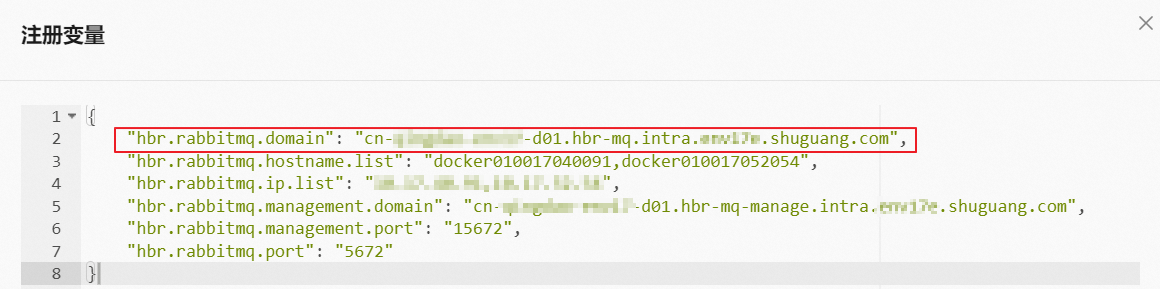 注册变量
1 {
2 "hbr.rabbitmq.domain": "cn- -d01.hbr-mq.intra. .shuguang.com",
3 "hbr.rabbitmq.hostname.list": "docker010017040091,docker010017052054",
4 "hbr.rabbitmq.ip.list": " ",
5 "hbr.rabbitmq.management.domain": "cn- -d01.hbr-mq-manage.intra. .shuguang.com",
6 "hbr.rabbitmq.management.port": "15672",
7 "hbr.rabbitmq.port": "5672"
8 }